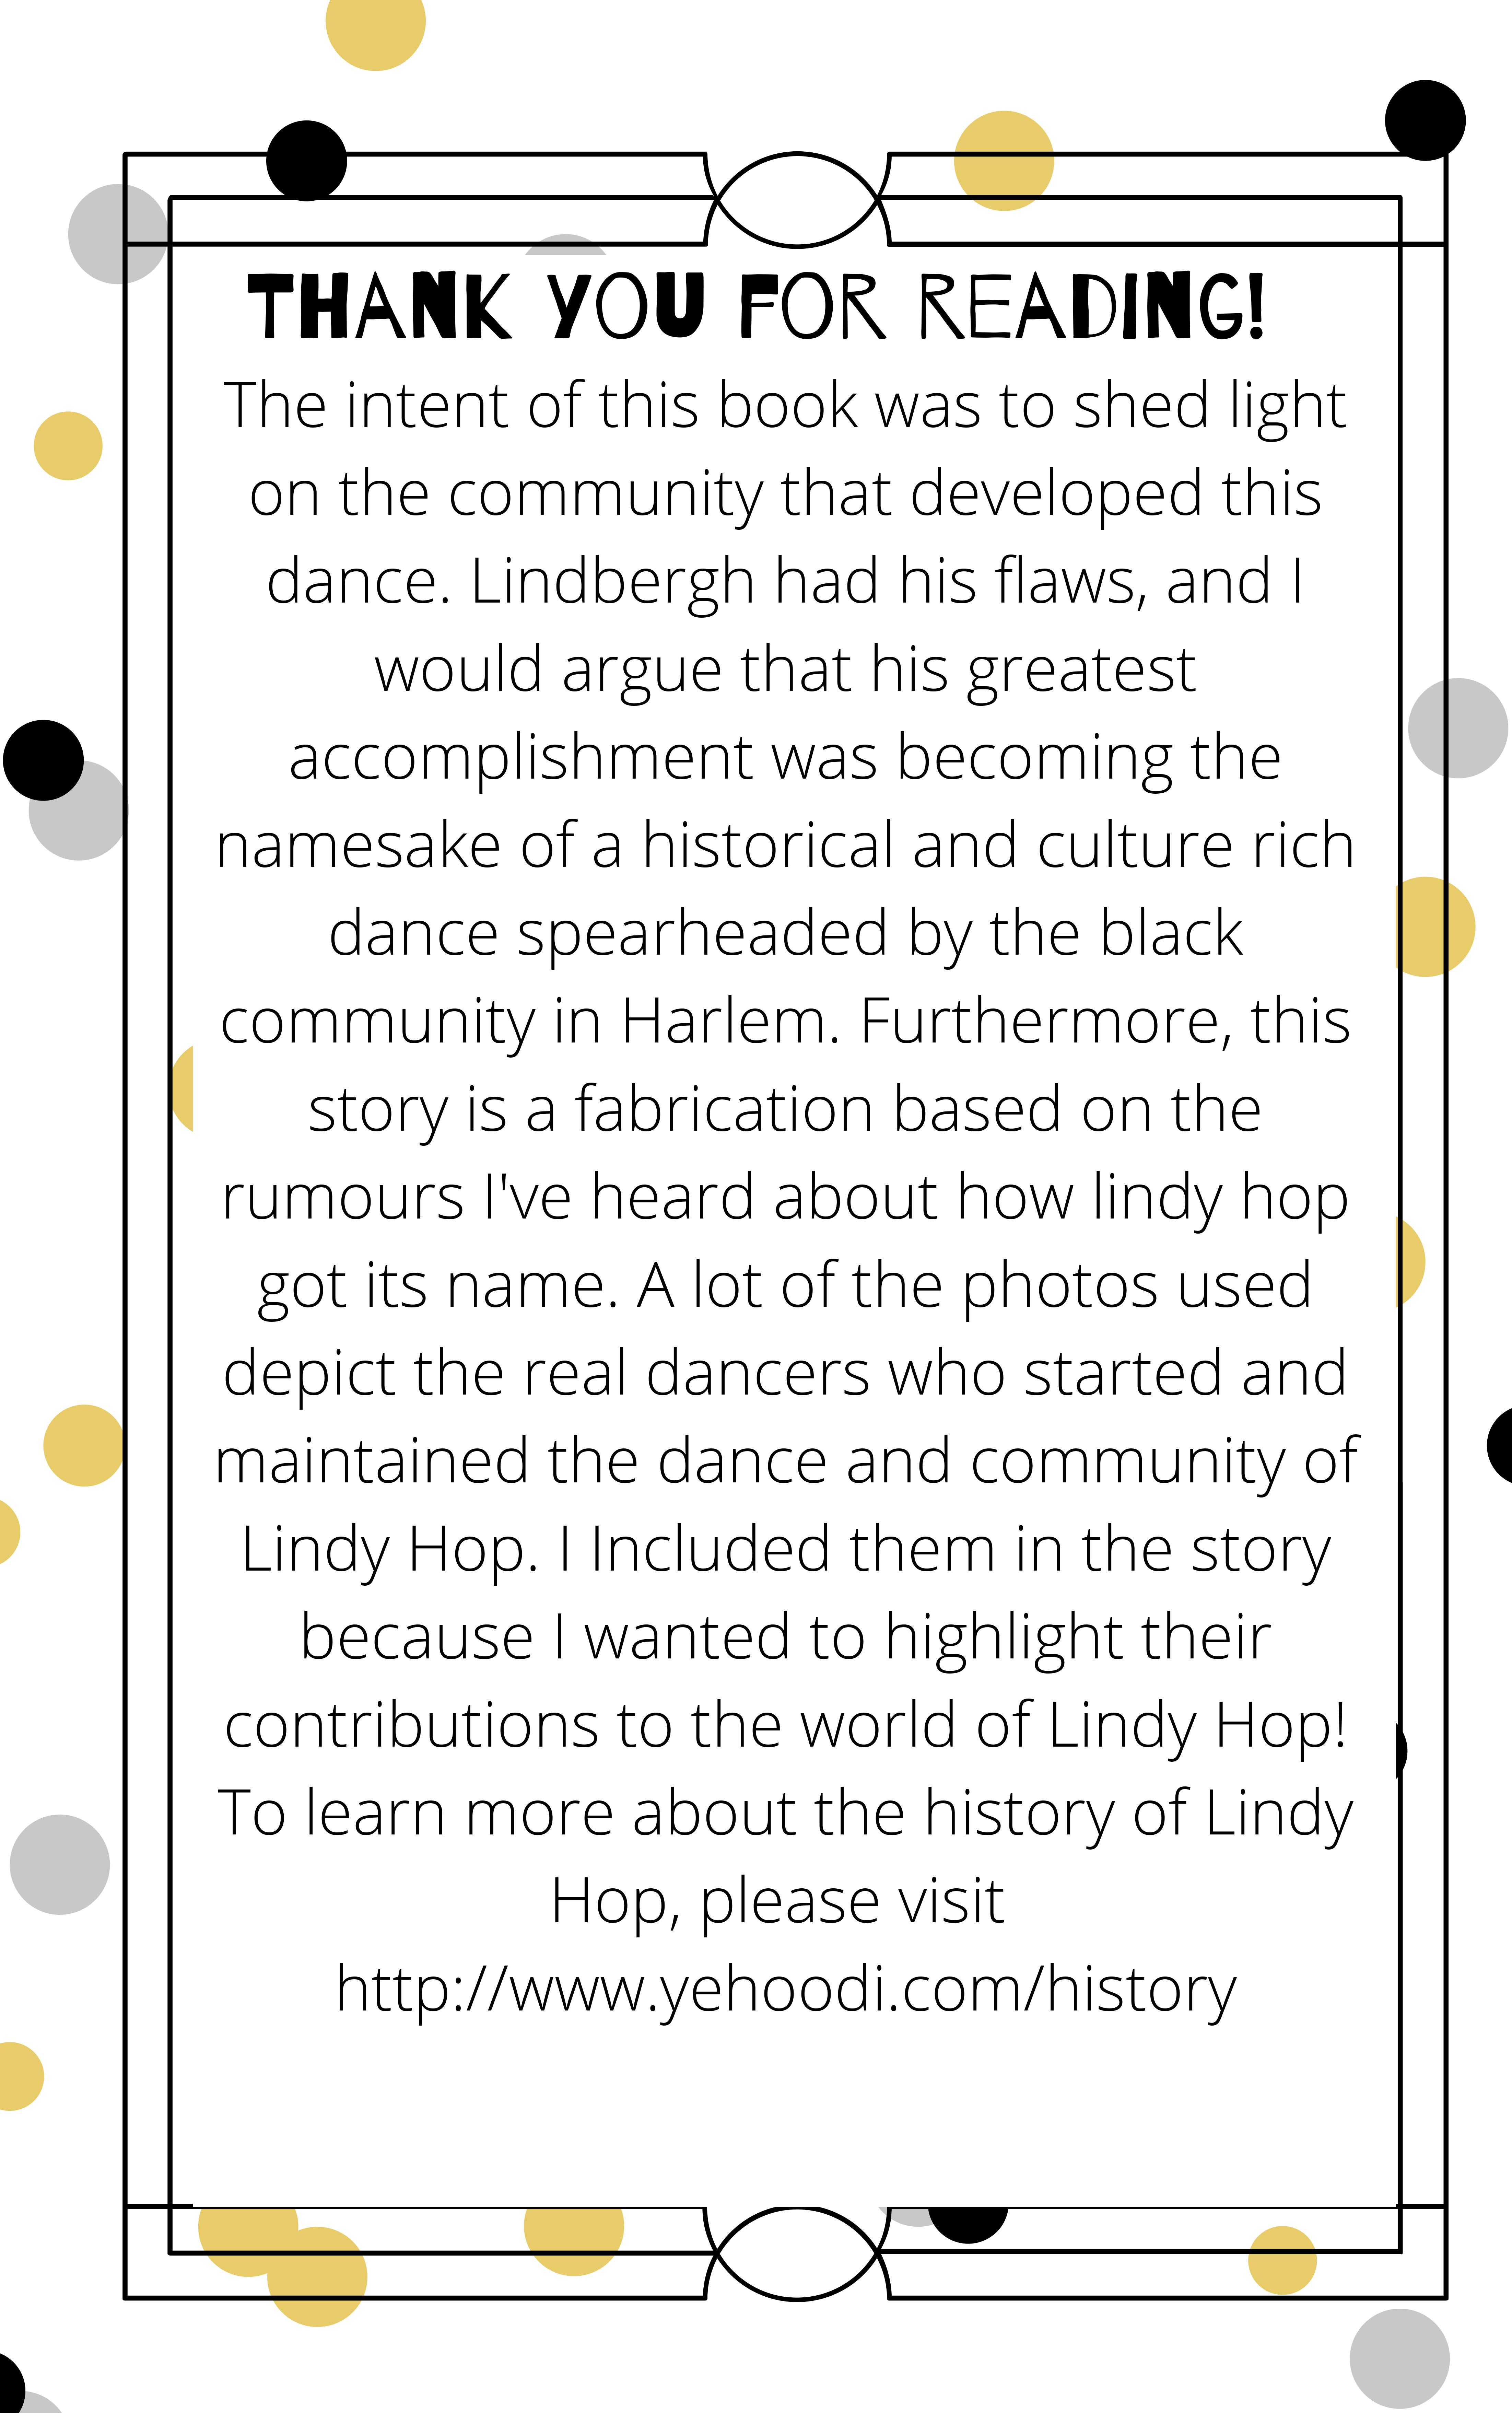 THANK YOU FOR READING!
The intent of this book was to shed light
on the community that developed this
dance. Lindbergh had his flaws, and I
would argue that his greatest
accomplishment was becoming the
namesake of a historical and culture rich
dance spearheaded by the black
community in Harlem. Furthermore, this
story is a fabrication based on the
rumours I've heard about how lindy hop
got its name. A lot of the photos used
depict the real dancers who started and
maintained the dance and community of
Lindy Hop. I Included them in the story
because I wanted to highlight their
contributions to the world of Lindy Hop!
To learn more about the history of Lindy
Hop, please visit
http://www.yehoodi.com/history